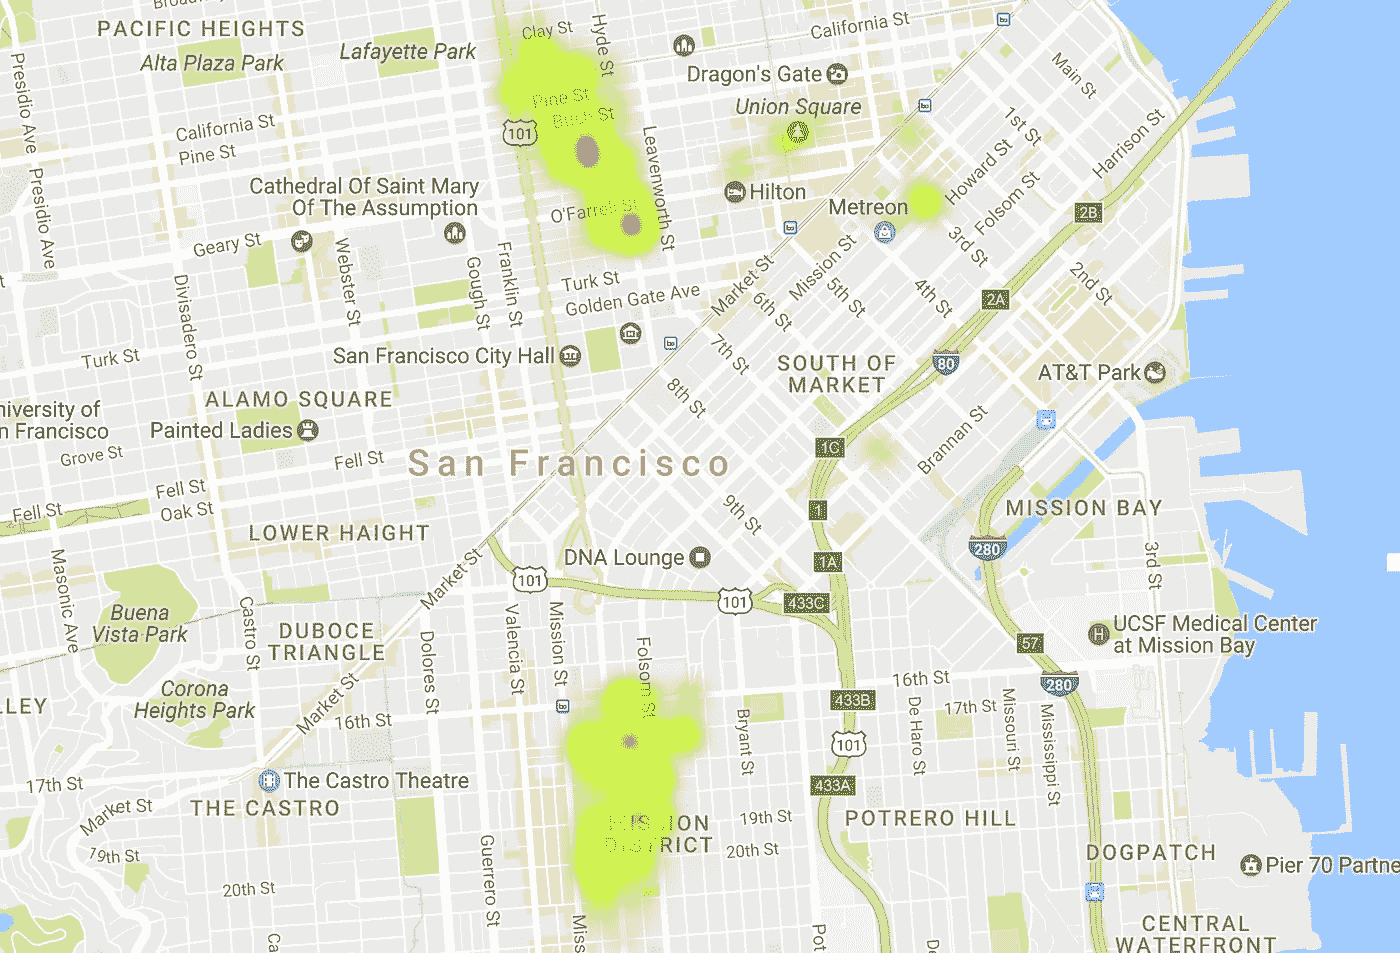 Broadway
PACIFIC HEIGHTS
Alta Plaza Park
Lafayette Park
Clay St
Hyde St
California St
Dragon's Gate
Union Square
Main St
1st St
Harrison St
Presidio Ave
California St
Pine St
Pine St
Bush St
101
Leavenworth St
Hilton
Howard St
Folsom St
Metreon
2B
Presidio Ave
Cathedral Of Saint Mary
Of The Assumption
O'Farrell St
Geary St
Webster St
Gough St
Franklin St
Divisadero St
Turk St
Golden Gate Ave
Market St
Mission St
3rd St
2nd St
4th St
5th St
6th St
7th St
2A
80
San Francisco City Hall
SOUTH OF
MARKET
AT&T Park
Turk St
8th St
ALAMO SQUARE
Painted Ladies
niversity of
n Francisco
Grove St
Fell St
San Francisco
1C
Brannan St
Fell St
Oak St
Fell St
9th St
1
MISSION BAY
LOWER HAIGHT
DNA Lounge
1A
280
3rd St
Masonic Ave
Market St
101
101
433C
Buena
Vista Park
Castro St
DUBOCE
TRIANGLE
Dolores St
Valencia St
Mission St
Folsom St
57
UCSF Medical Center
at Mission Bay
Corona
Heights Park
LLEY
Market St
16th St
16th St
433B
280
17th St
Bryant St
101
De Haro St
Missouri St
Mississippi St
17th St
The Castro Theatre
THE CASTRO
Market St
433A
19th St
20th St
MISSION
DISTRICT
19th St
20th St
Guerrero St
POTRERO HILL
DOGPATCH
Pier 70 Partne
CENTRAL
WATERFRONT
Ca
Miss
Pot
De